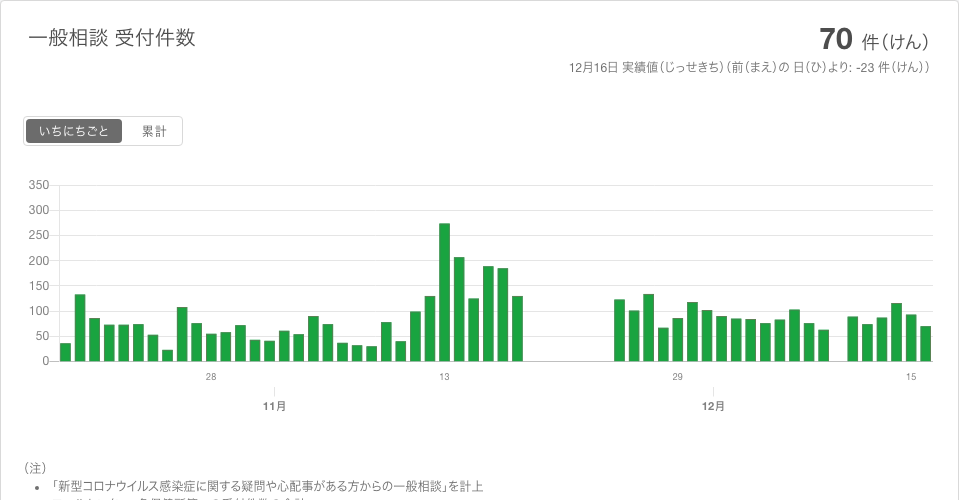 一般相談 受付件数
70 件(けん)
12月16日 実績値(じっせきち)(前(まえ)の 日(ひ)より: -23 件(けん))
いちにちごと 累計
350
300
250
200
150
100
50
0
28 13 29 15
11月 12月
(注)
• 「新型コロナウイルス感染症に関する疑問や心配事がある方からの一般相談」を計上